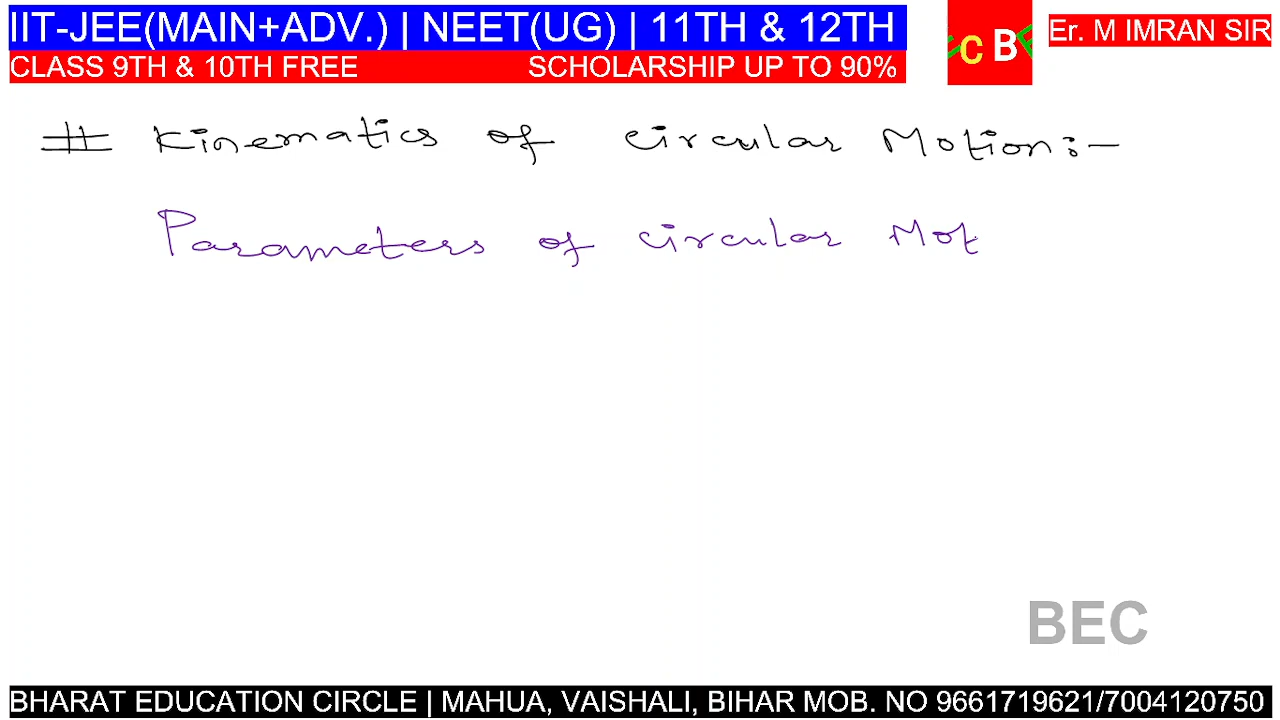 IIT-JEE(MAIN+ADV.) | NEET(UG) | 11TH & 12TH
CLASS 9TH & 10TH FREE SCHOLARSHIP UP TO 90%
C B E
Er. M IMRAN SIR
# Kinematics of Circular Motion:-
Parameters of circular Mot
BEC
BHARAT EDUCATION CIRCLE | MAHUA, VAISHALI, BIHAR MOB. NO 9661719621/7004120750